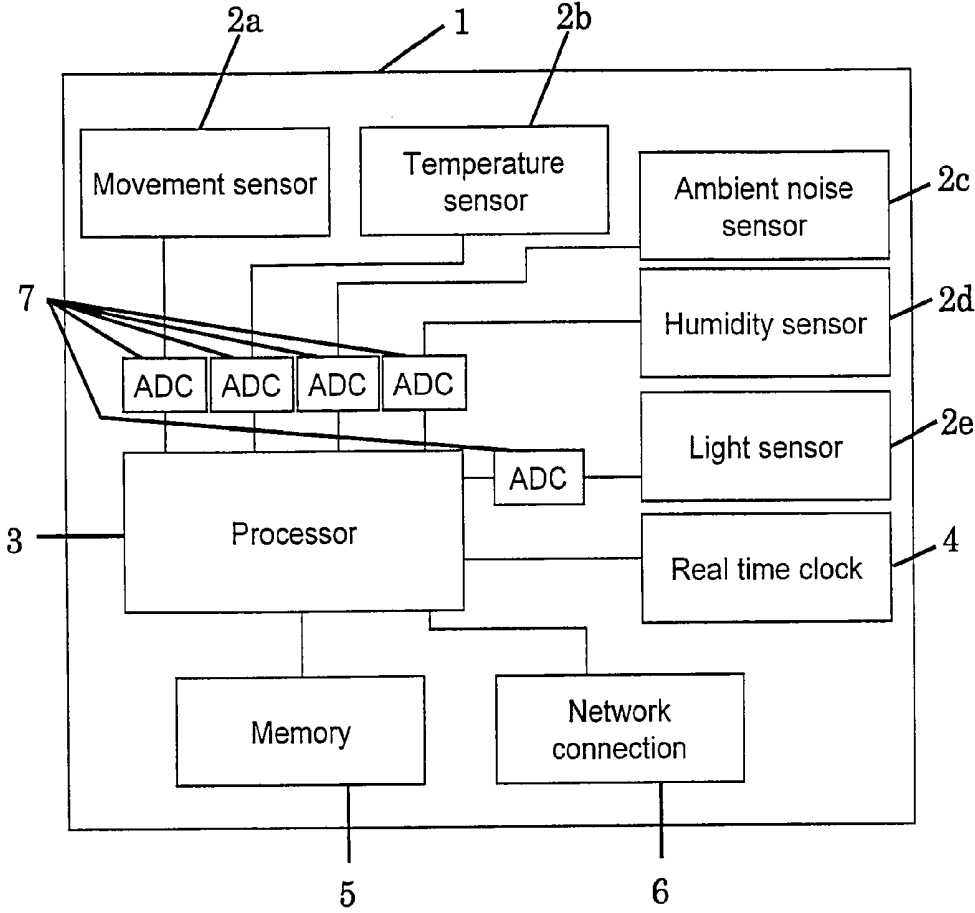 2a
1
2b
Movement sensor
Temperature
sensor
Ambient noise
sensor
2c
7
Humidity sensor
2d
ADC
ADC
ADC
ADC
Light sensor
2e
ADC
3
Processor
Real time clock
4
Memory
Network
connection
5
6